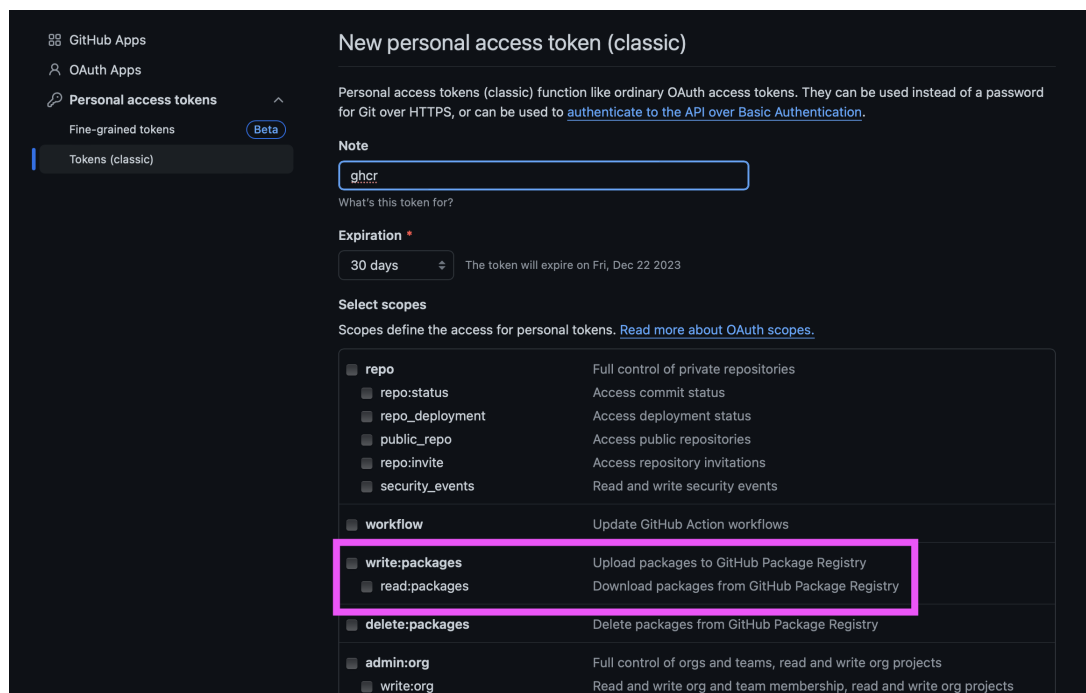 GitHub Apps
OAuth Apps
Personal access tokens
Fine-grained tokens Beta
Tokens (classic)
New personal access token (classic)
Personal access tokens (classic) function like ordinary OAuth access tokens. They can be used instead of a password
for Git over HTTPS, or can be used to authenticate to the API over Basic Authentication.
Note
ghcr
What's this token for?
Expiration *
30 days The token will expire on Fri, Dec 22 2023
Select scopes
Scopes define the access for personal tokens. Read more about OAuth scopes.
repo Full control of private repositories
repo:status Access commit status
repo_deployment Access deployment status
public_repo Access public repositories
repo:invite Access repository invitations
security_events Read and write security events
workflow Update GitHub Action workflows
write:packages Upload packages to GitHub Package Registry
read:packages Download packages from GitHub Package Registry
delete:packages Delete packages from GitHub Package Registry
admin:org Full control of orgs and teams, read and write org projects
write:org Read and write org and team membership, read and write org projects